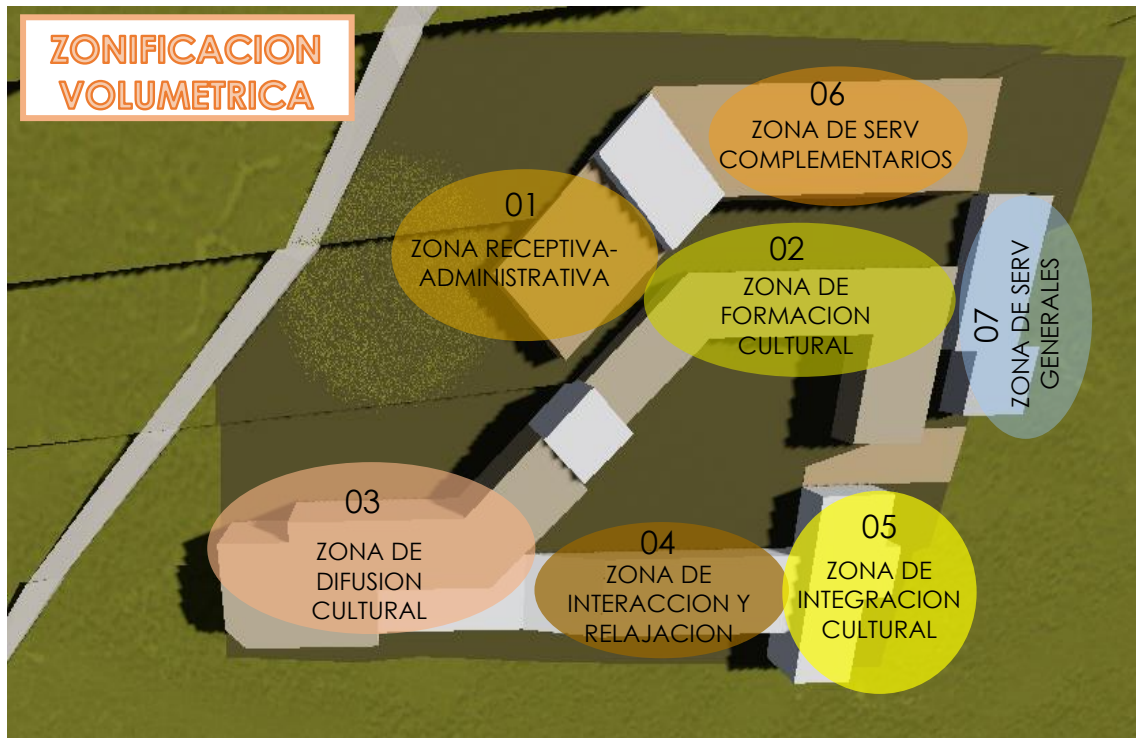 ZONIFICACION
VOLUMETRICA
01
ZONA RECEPTIVA-
ADMINISTRATIVA
02
ZONA DE
FORMACION
CULTURAL
03
ZONA DE
DIFUSION
CULTURAL
04
ZONA DE
INTERACCION Y
RELAJACION
05
ZONA DE
INTEGRACION
CULTURAL
06
ZONA DE SERV
COMPLEMENTARIOS
07
ZONA DE SERV
GENERALES